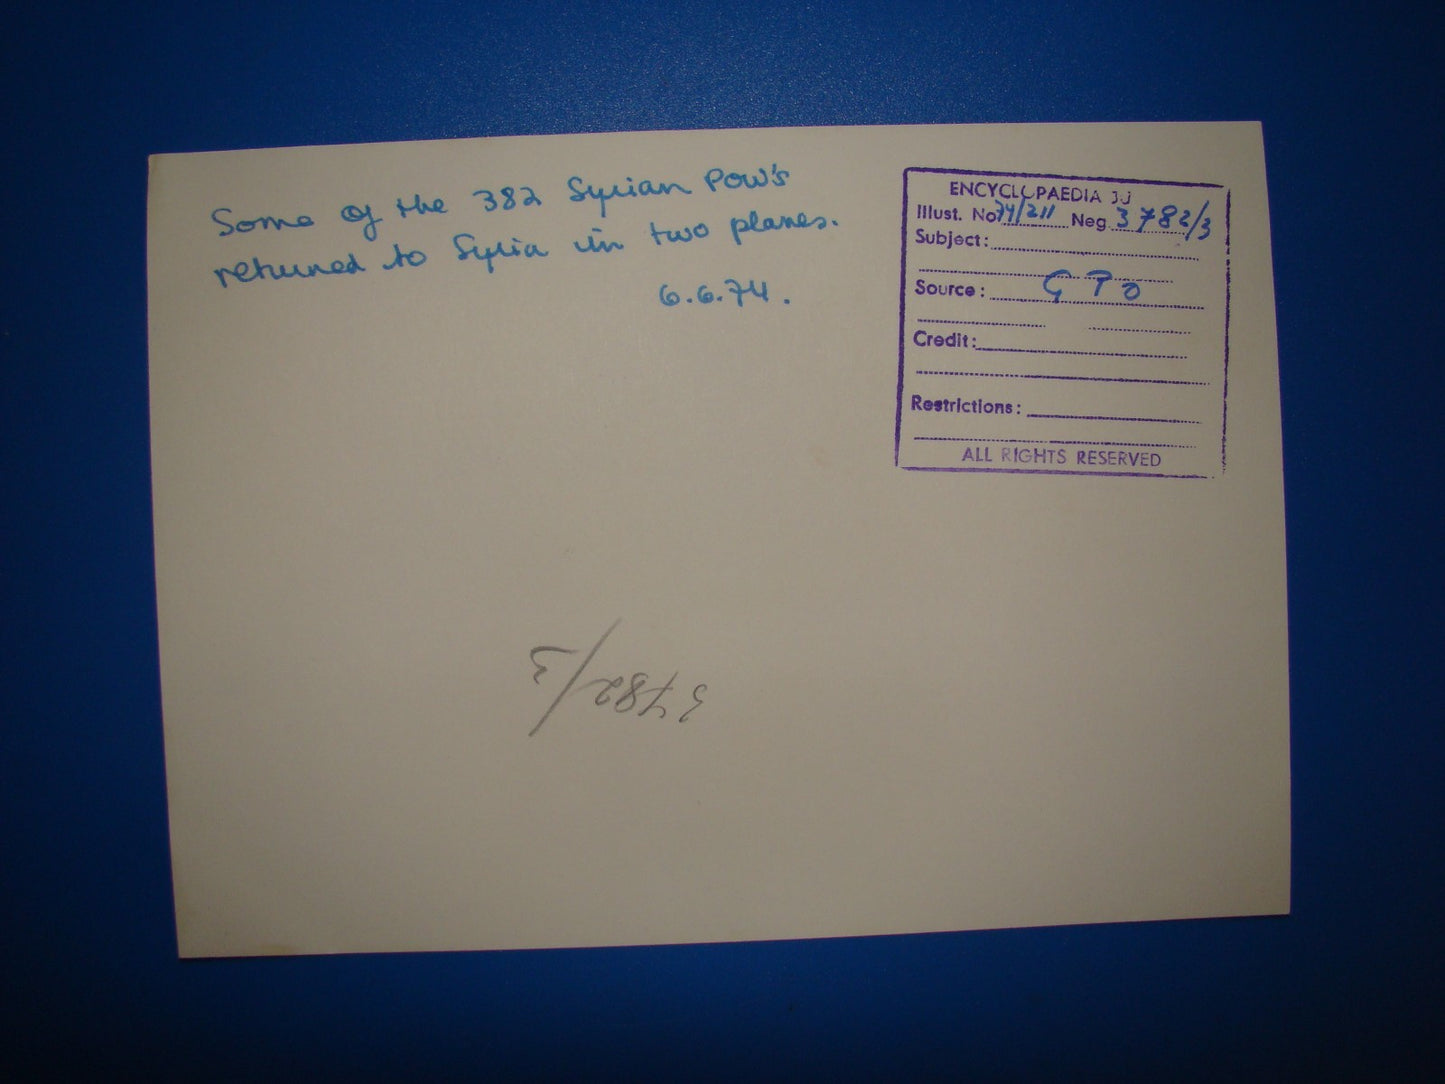 Some of the 382 Syrian POW's
returned to Syria in two planes.
6.6.74.
ENCYCLOPAEDIA JJ
Illust. No 74/211 Neg. 3782/3
Subject:
Source: GPO
Credit:
Restrictions:
ALL RIGHTS RESERVED
3782/3